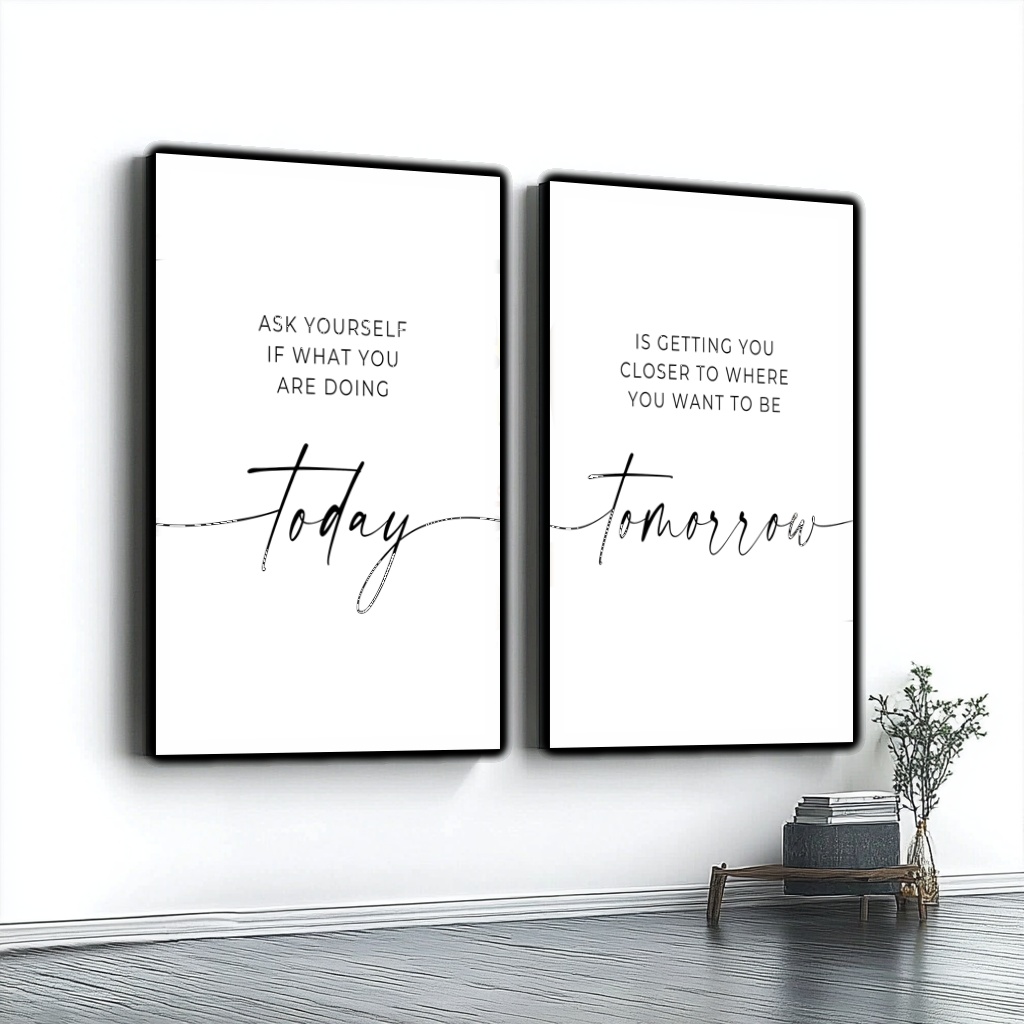 ASK YOURSELF
IF WHAT YOU
ARE DOING
today
IS GETTING YOU
CLOSER TO WHERE
YOU WANT TO BE
tomorrow